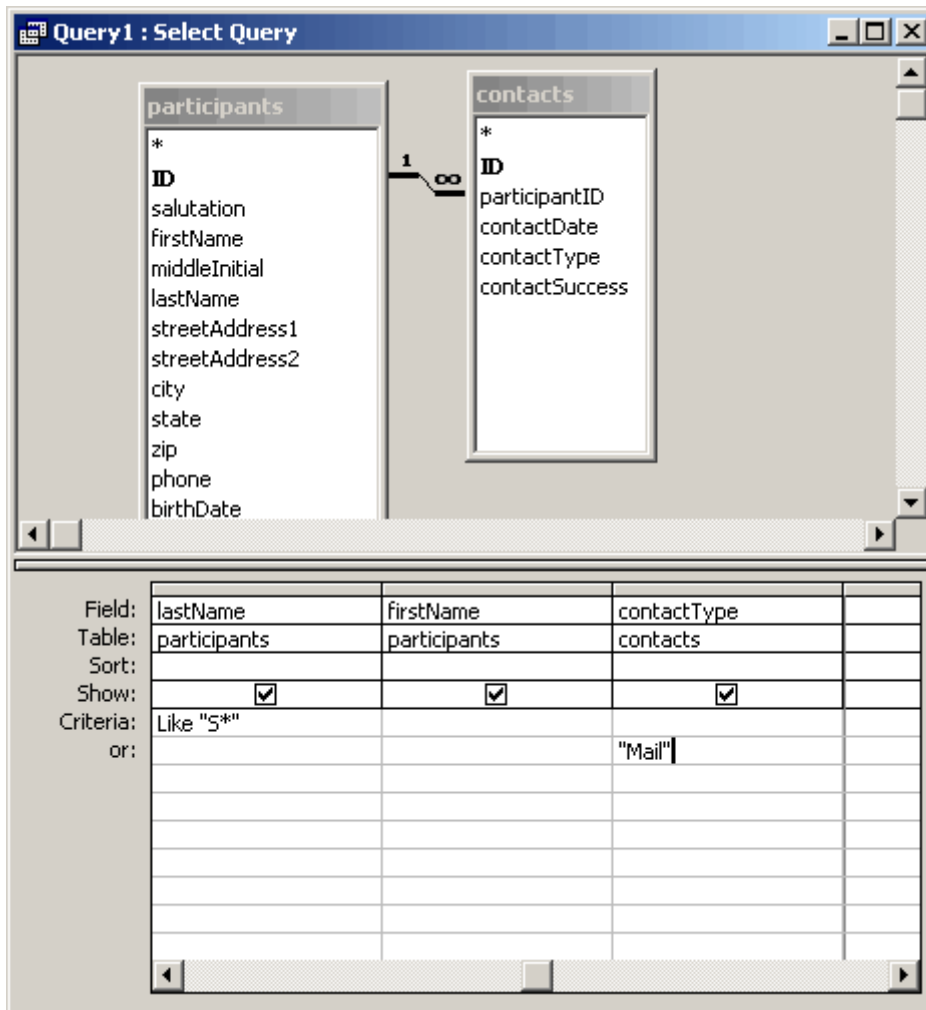 Query1 : Select Query
participants
*
ID
salutation
firstName
middleInitial
lastName
streetAddress1
streetAddress2
city
state
zip
phone
birthDate
1 ∞
contacts
*
ID
participantID
contactDate
contactType
contactSuccess
Field: lastName firstName contactType
Table: participants participants contacts
Sort:
Show:
Criteria: Like "S*"
or: "Mail"